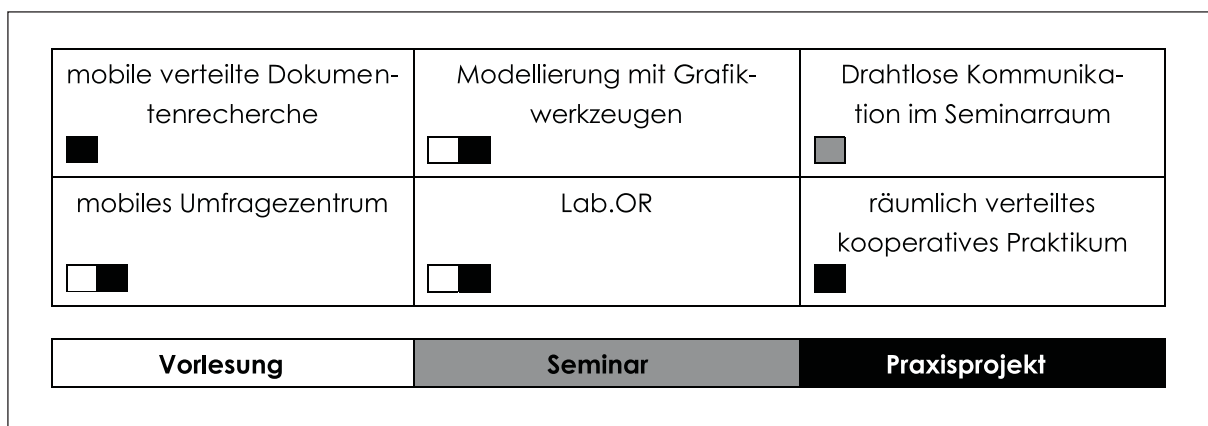 mobile verteilte Dokumen-
tenrecherche
Modellierung mit Grafik-
werkzeugen
Drahtlose Kommunika-
tion im Seminarraum
mobiles Umfragezentrum
Lab.OR
räumlich verteiltes
kooperatives Praktikum
Vorlesung
Seminar
Praxisprojekt